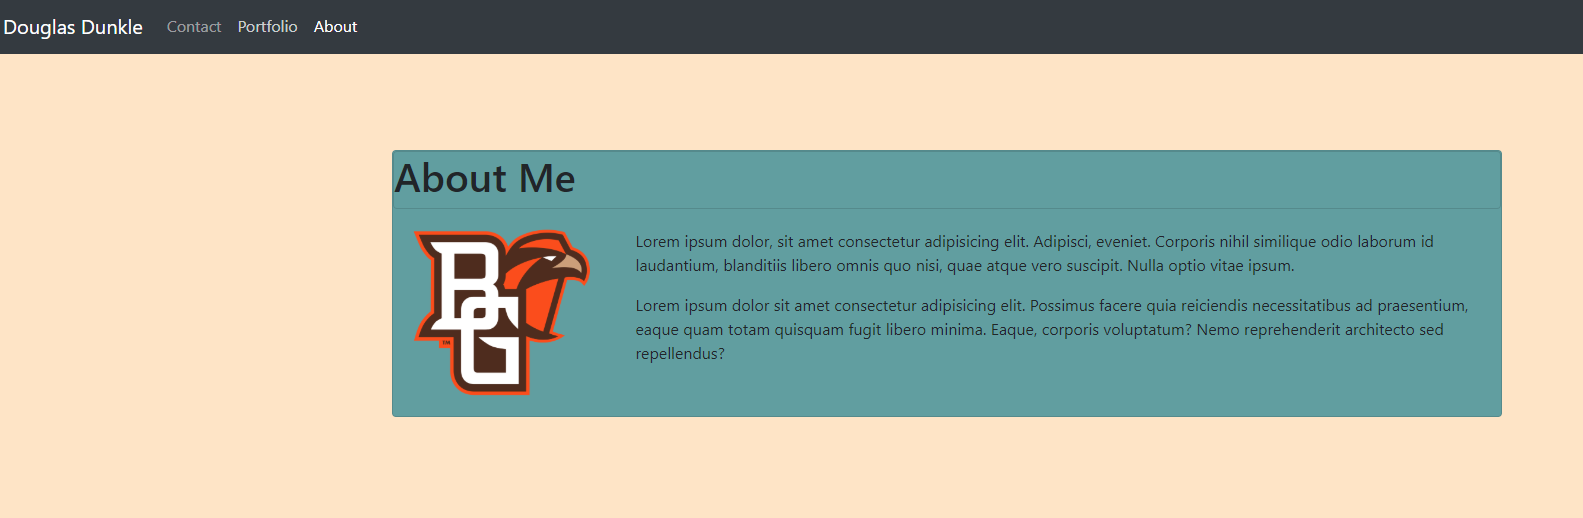 Douglas Dunkle Contact Portfolio About
About Me
BG
TM
Lorem ipsum dolor, sit amet consectetur adipisicing elit. Adipisci, eveniet. Corporis nihil similique odio laborum id
laudantium, blanditiis libero omnis quo nisi, quae atque vero suscipit. Nulla optio vitae ipsum.
Lorem ipsum dolor sit amet consectetur adipisicing elit. Possimus facere quia reiciendis necessitatibus ad praesentium,
eaque quam totam quisquam fugit libero minima. Eaque, corporis voluptatum? Nemo reprehenderit architecto sed
repellendus?